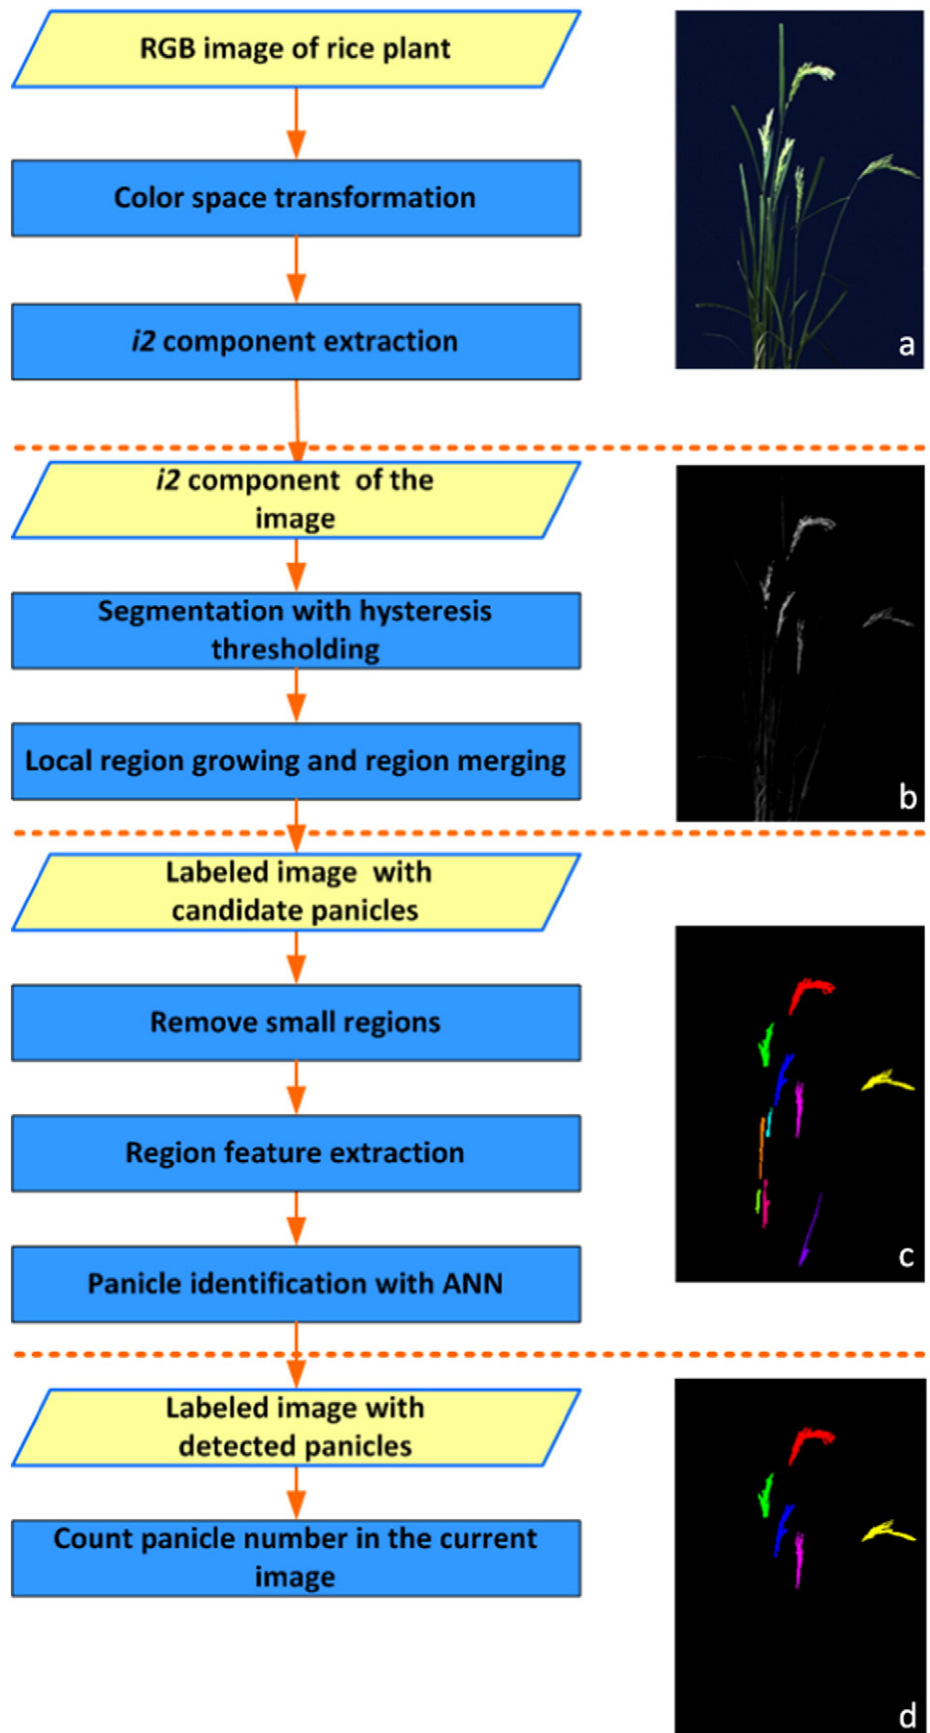 RGB image of rice plant
Color space transformation
i2 component extraction
a
i2 component of the
image
Segmentation with hysteresis
thresholding
Local region growing and region merging
b
Labeled image with
candidate panicles
Remove small regions
Region feature extraction
Panicle identification with ANN
c
Labeled image with
detected panicles
Count panicle number in the current
image
d